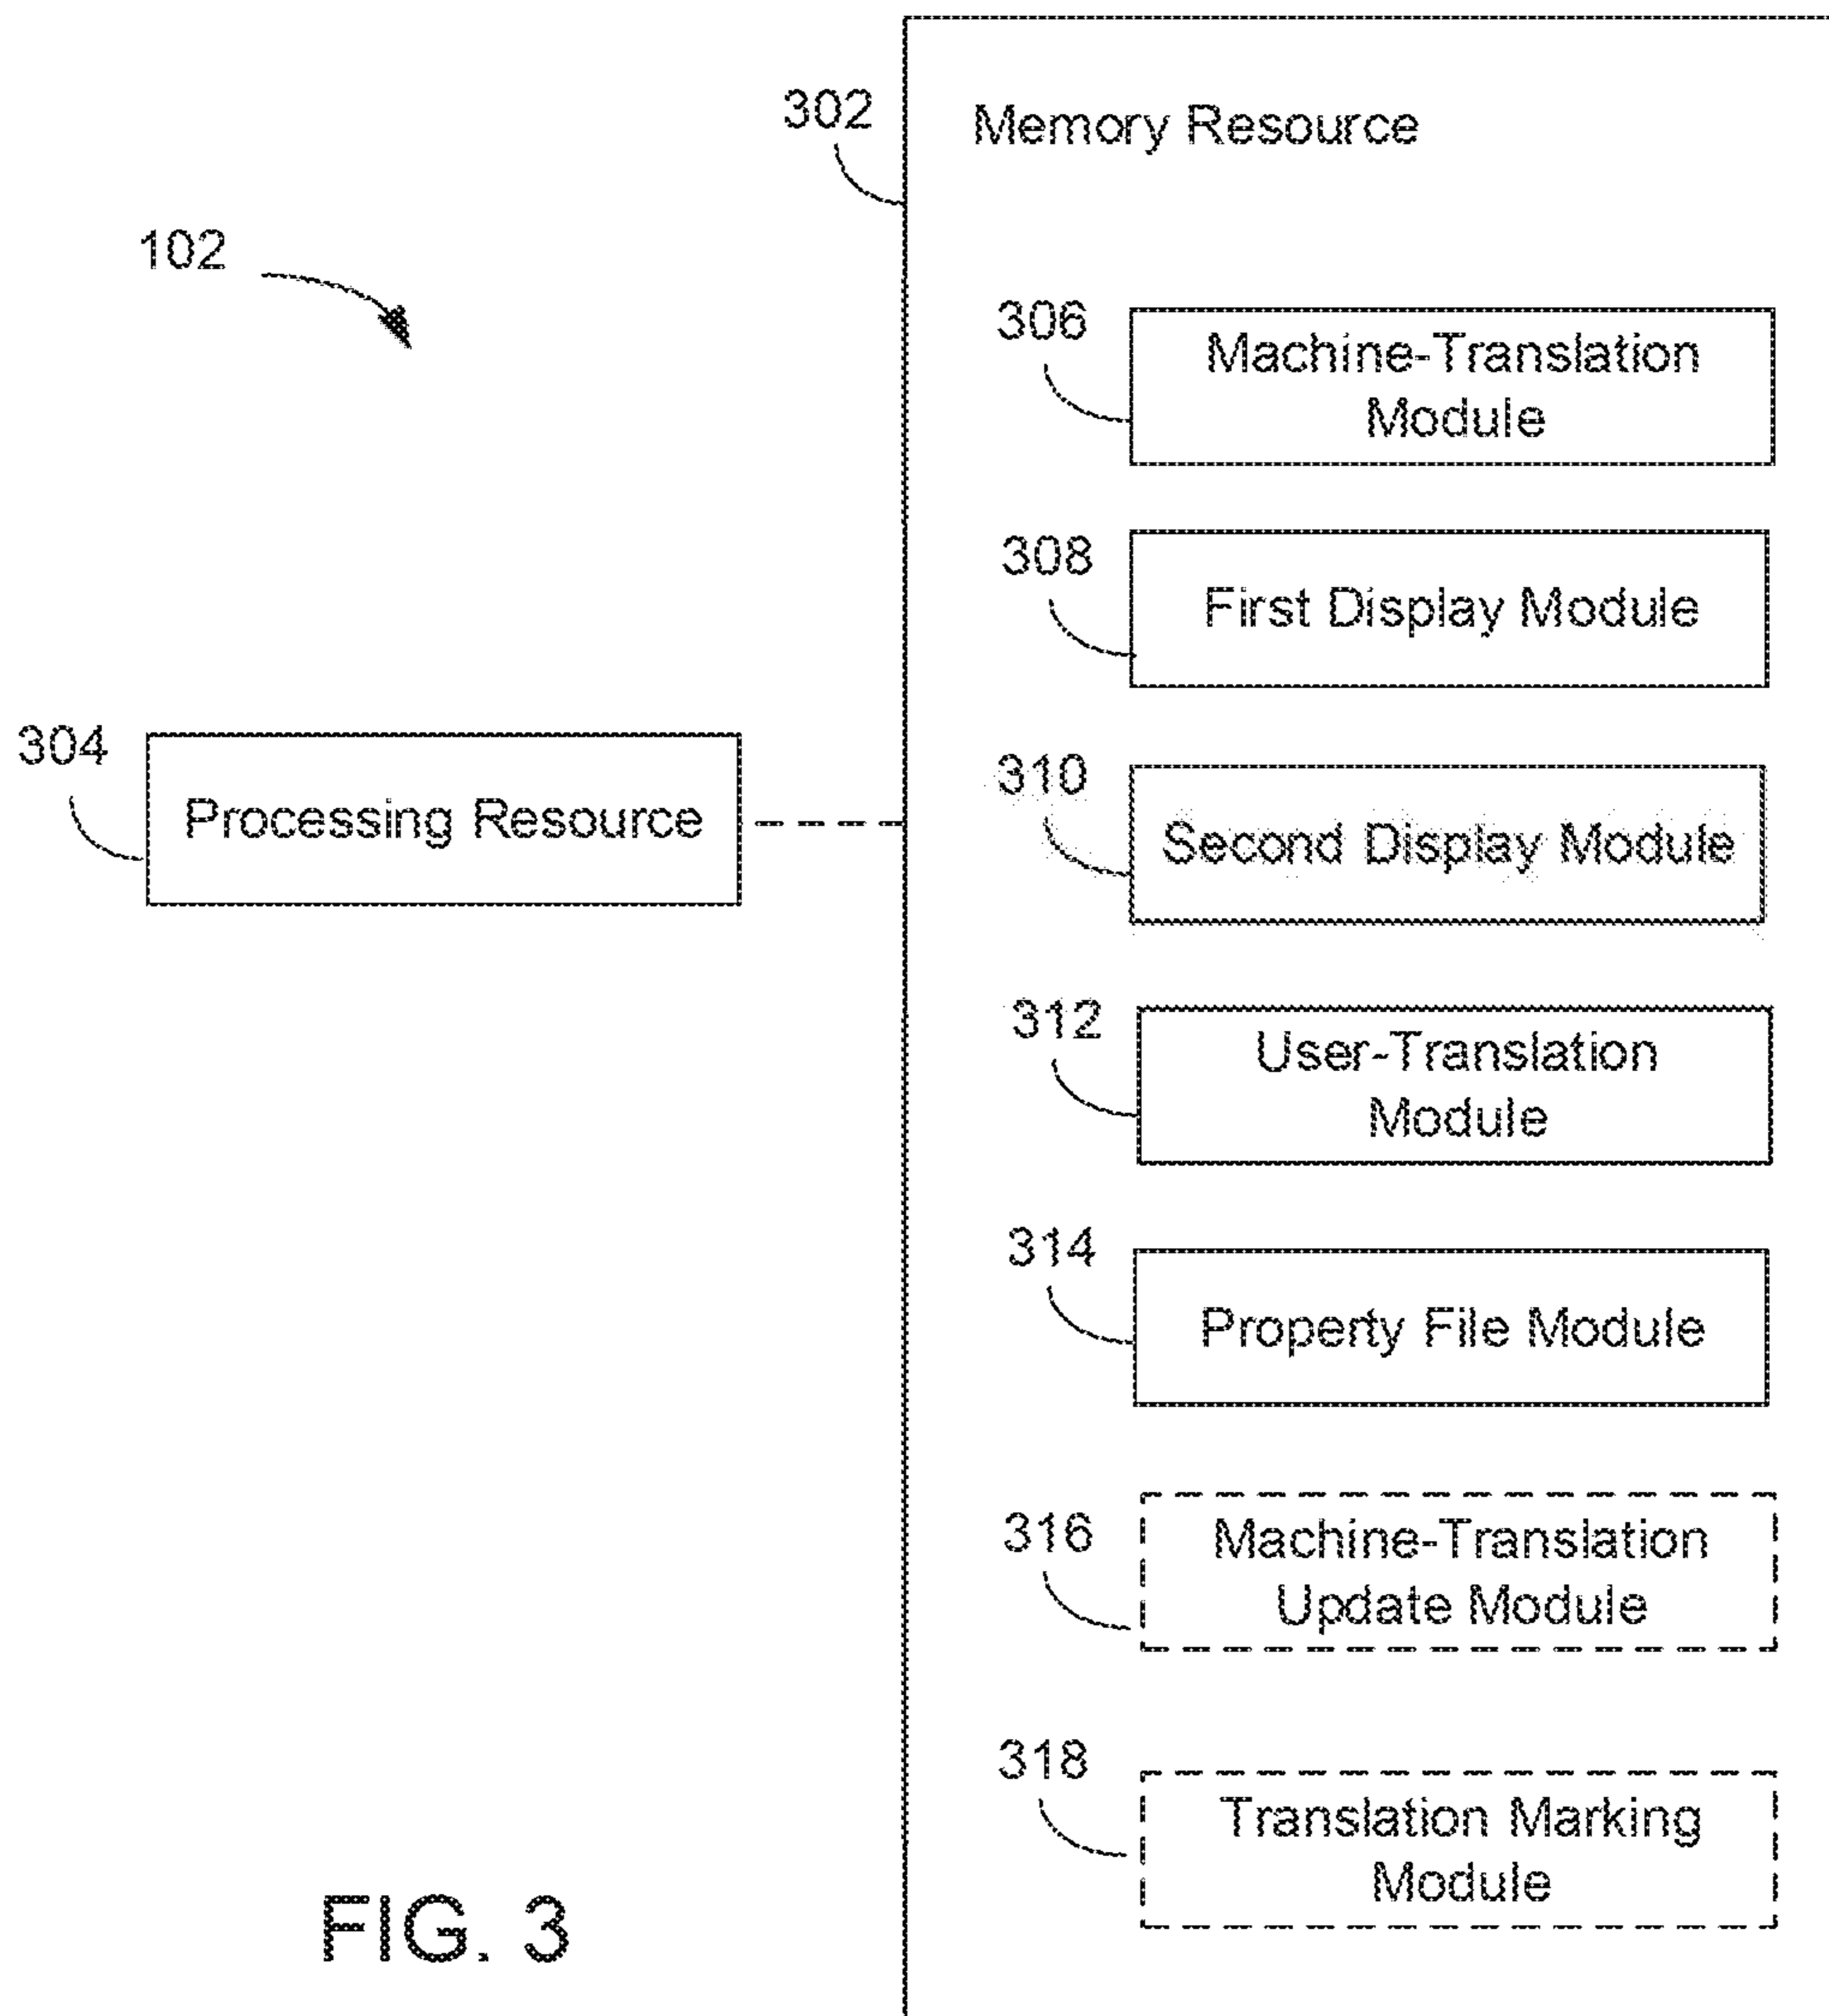 302
Memory Resource
102
306
Machine-Translation
Module
308
First Display Module
304
Processing Resource
310
Second Display Module
312
User-Translation
Module
314
Property File Module
316
Machine-Translation
Update Module
318
Translation Marking
Module
FIG. 3